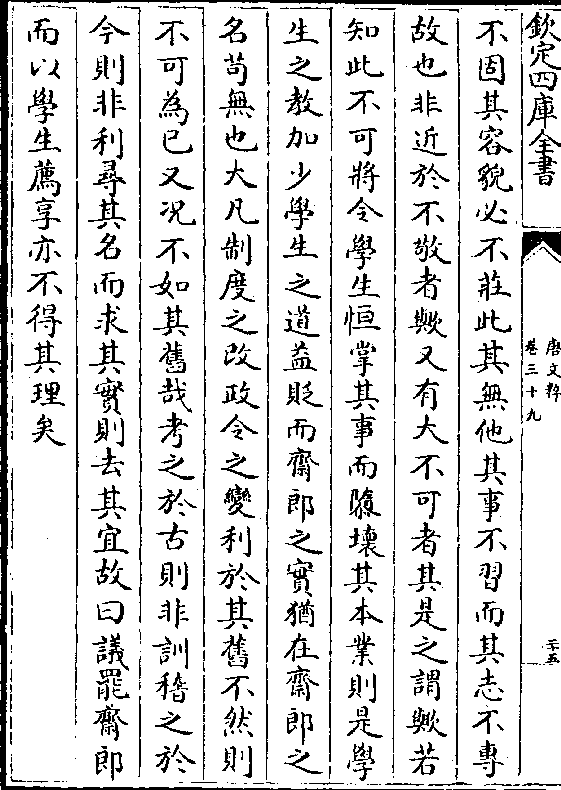 欽定四庫全書
唐文粹
卷三十九
二十五
不固其容貌必不莊此其無他其事不習而其志不專
故也非近於不敬者歟又有大不可者其是之謂歟若
知此不可將令學生恒掌其事而隳壞其本業則是學
生之教加少學生之道益貶而齋郎之實猶在齋郎之
名苟無也大凡制度之改政令之變利於其舊不然則
不可為已又况不如其舊哉考之於古則非訓稽之於
今則非利尋其名而求其實則去其宜故曰議罷齋郎
而以學生薦享亦不得其理矣